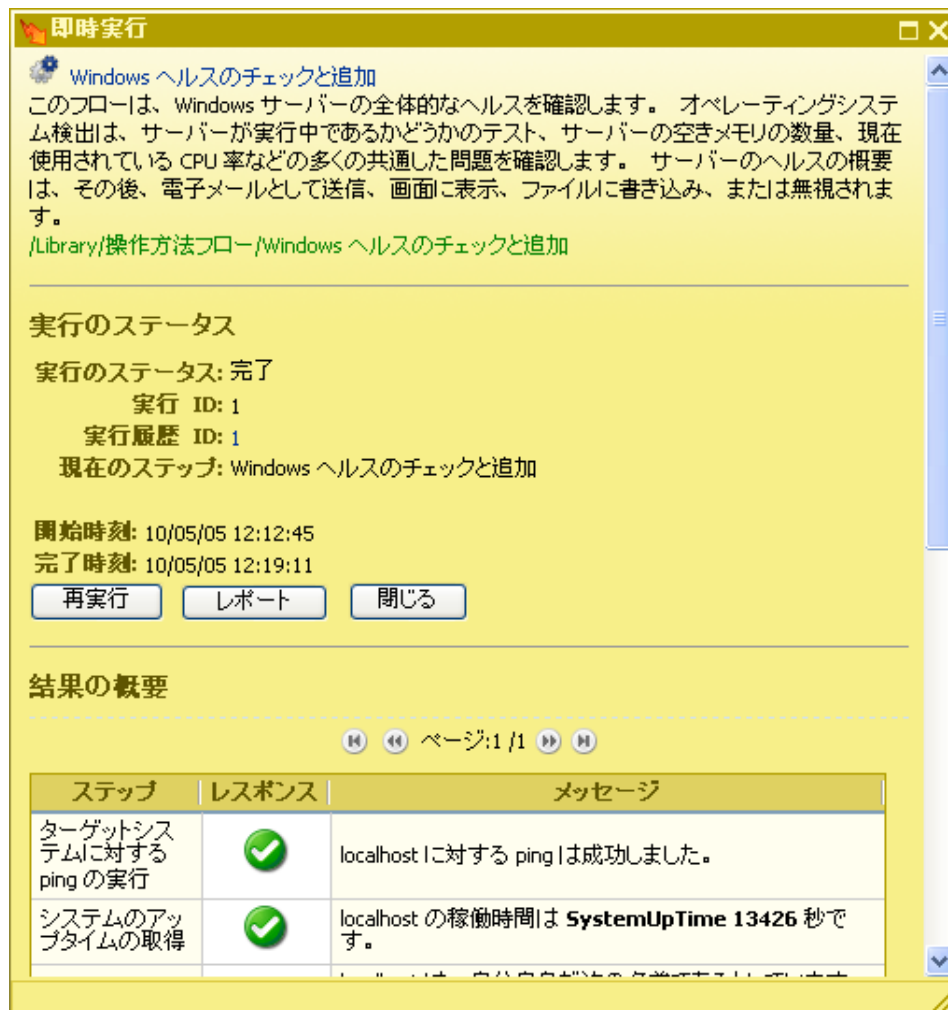 即時実行
Windows ヘルスのチェックと追加
このフローは、Windows サーバーの全体的なヘルスを確認します。 オペレーティングシステ
ム検出は、サーバーが実行中であるかどうかのテスト、サーバーの空きメモリの数量、現在
使用されている CPU 率などの多くの共通した問題を確認します。 サーバーのヘルスの概要
は、その後、電子メールとして送信、画面に表示、ファイルに書き込み、または無視されま
す。
/Library/操作方法フロー/Windows ヘルスのチェックと追加
実行のステータス
実行のステータス: 完了
実行 ID: 1
実行履歴 ID: 1
現在のステップ: Windows ヘルスのチェックと追加
開始時刻: 10/05/05 12:12:45
完了時刻: 10/05/05 12:19:11
再実行 レポート 閉じる
結果の概要
ページ:1 /1
ステップ レスポンス メッセージ
ターゲットシス
テムに対する
ping の実行
localhost に対する ping は成功しました。
システムのアッ
プタイムの取得
localhost の稼働時間は SystemUpTime 13426 秒で
す。